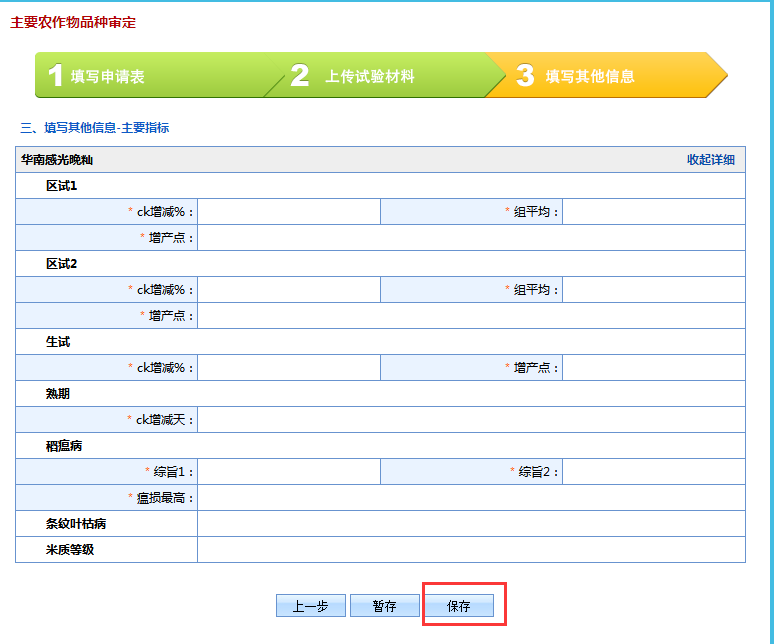 主要农作物品种审定
1 填写申请表 2 上传试验材料 3 填写其他信息
三、填写其他信息-主要指标
华南感光晚籼 收起详细
区试1
* ck增减%： * 组平均：
* 增产点：
区试2
* ck增减%： * 组平均：
* 增产点：
生试
* ck增减%： * 增产点：
熟期
* ck增减天：
稻瘟病
* 综旨1： * 综旨2：
* 瘟损最高：
条纹叶枯病
米质等级
上一步 暂存 保存